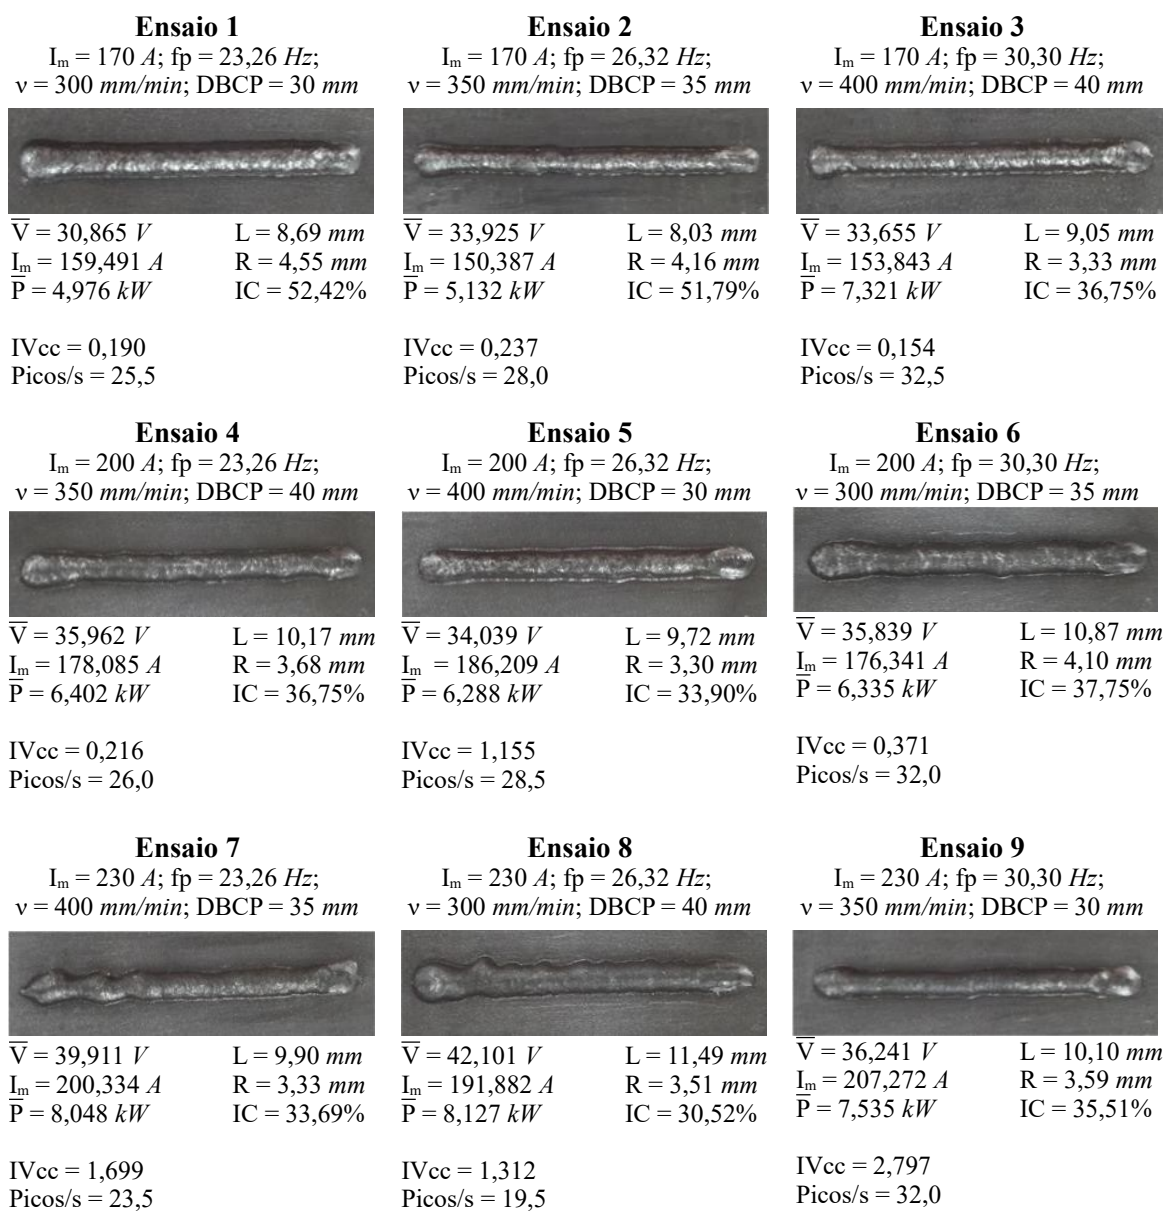 Ensaio 1
Iₘ = 170 A; fp = 23,26 Hz;
ν = 300 mm/min; DBCP = 30 mm
V̅ = 30,865 V L = 8,69 mm
Iₘ = 159,491 A R = 4,55 mm
P̅ = 4,976 kW IC = 52,42%
IVcc = 0,190
Picos/s = 25,5
Ensaio 2
Iₘ = 170 A; fp = 26,32 Hz;
ν = 350 mm/min; DBCP = 35 mm
V̅ = 33,925 V L = 8,03 mm
Iₘ = 150,387 A R = 4,16 mm
P̅ = 5,132 kW IC = 51,79%
IVcc = 0,237
Picos/s = 28,0
Ensaio 3
Iₘ = 170 A; fp = 30,30 Hz;
ν = 400 mm/min; DBCP = 40 mm
V̅ = 33,655 V L = 9,05 mm
Iₘ = 153,843 A R = 3,33 mm
P̅ = 7,321 kW IC = 36,75%
IVcc = 0,154
Picos/s = 32,5
Ensaio 4
Iₘ = 200 A; fp = 23,26 Hz;
ν = 350 mm/min; DBCP = 40 mm
V̅ = 35,962 V L = 10,17 mm
Iₘ = 178,085 A R = 3,68 mm
P̅ = 6,402 kW IC = 36,75%
IVcc = 0,216
Picos/s = 26,0
Ensaio 5
Iₘ = 200 A; fp = 26,32 Hz;
ν = 400 mm/min; DBCP = 30 mm
V̅ = 34,039 V L = 9,72 mm
Iₘ = 186,209 A R = 3,30 mm
P̅ = 6,288 kW IC = 33,90%
IVcc = 1,155
Picos/s = 28,5
Ensaio 6
Iₘ = 200 A; fp = 30,30 Hz;
ν = 300 mm/min; DBCP = 35 mm
V̅ = 35,839 V L = 10,87 mm
Iₘ = 176,341 A R = 4,10 mm
P̅ = 6,335 kW IC = 37,75%
IVcc = 0,371
Picos/s = 32,0
Ensaio 7
Iₘ = 230 A; fp = 23,26 Hz;
ν = 400 mm/min; DBCP = 35 mm
V̅ = 39,911 V L = 9,90 mm
Iₘ = 200,334 A R = 3,33 mm
P̅ = 8,048 kW IC = 33,69%
IVcc = 1,699
Picos/s = 23,5
Ensaio 8
Iₘ = 230 A; fp = 26,32 Hz;
ν = 300 mm/min; DBCP = 40 mm
V̅ = 42,101 V L = 11,49 mm
Iₘ = 191,882 A R = 3,51 mm
P̅ = 8,127 kW IC = 30,52%
IVcc = 1,312
Picos/s = 19,5
Ensaio 9
Iₘ = 230 A; fp = 30,30 Hz;
ν = 350 mm/min; DBCP = 30 mm
V̅ = 36,241 V L = 10,10 mm
Iₘ = 207,272 A R = 3,59 mm
P̅ = 7,535 kW IC = 35,51%
IVcc = 2,797
Picos/s = 32,0